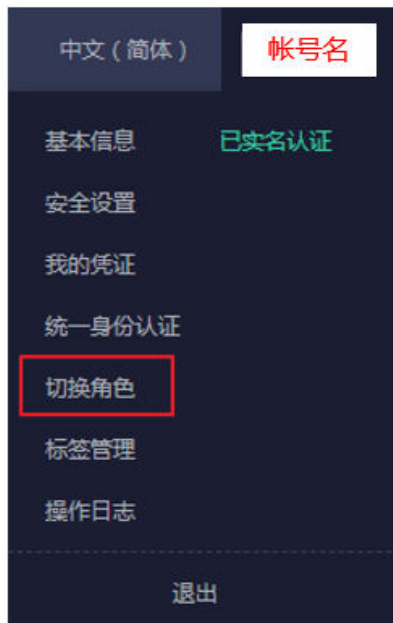 中文（简体） 帐号名
基本信息 已实名认证
安全设置
我的凭证
统一身份认证
切换角色
标签管理
操作日志
退出